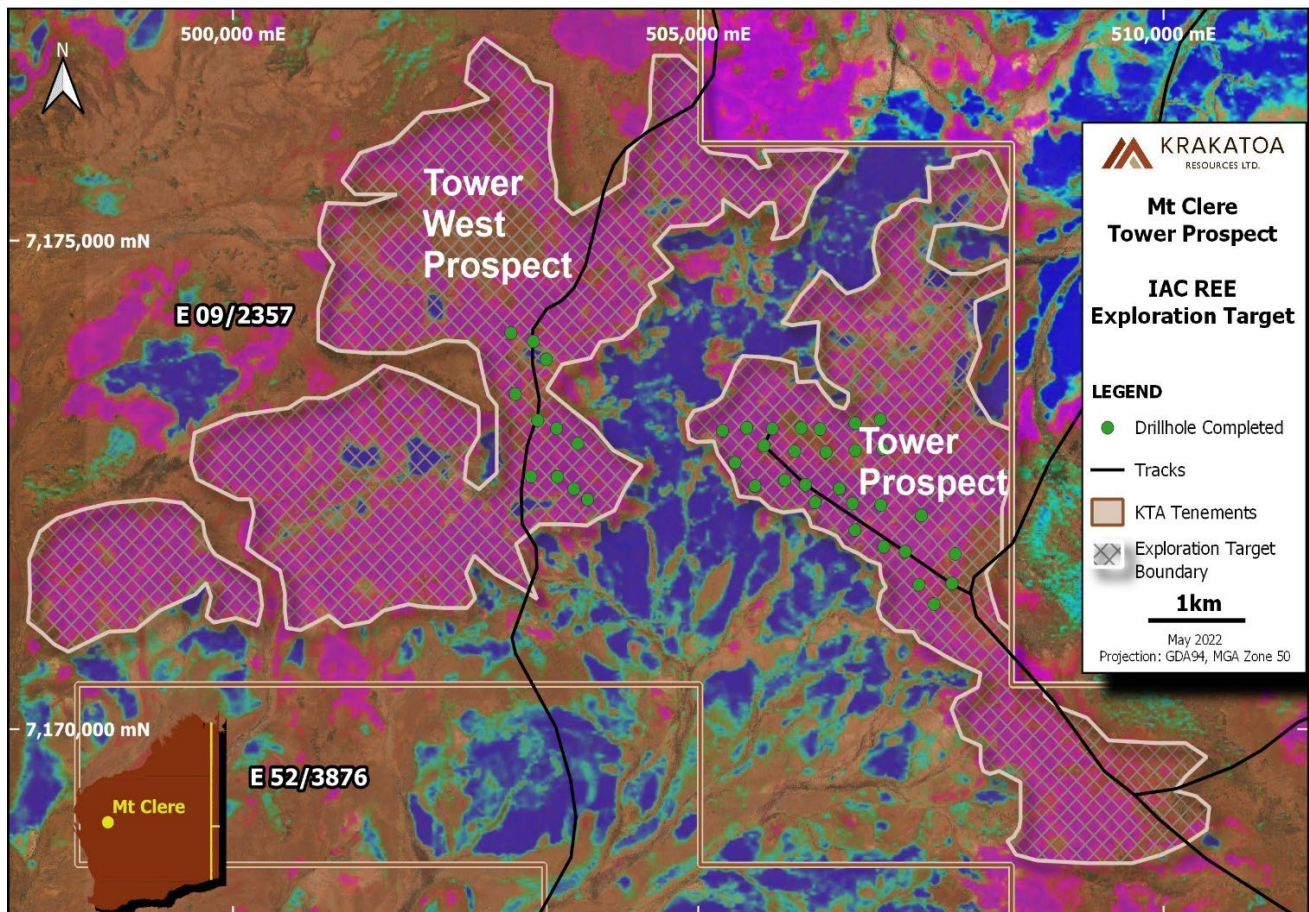 500,000 mE
505,000 mE
510,000 mE
N
KRAKATOA
RESOURCES LTD.
Mt Clere
Tower Prospect
IAC REE
Exploration Target
LEGEND
Drillhole Completed
Tracks
KTA Tenements
Exploration Target
Boundary
1km
May 2022
Projection: GDA94, MGA Zone 50
Tower
West
Prospect
7,175,000 mN
E 09/2357
Tower
Prospect
7,170,000 mN
E 52/3876
Mt Clere